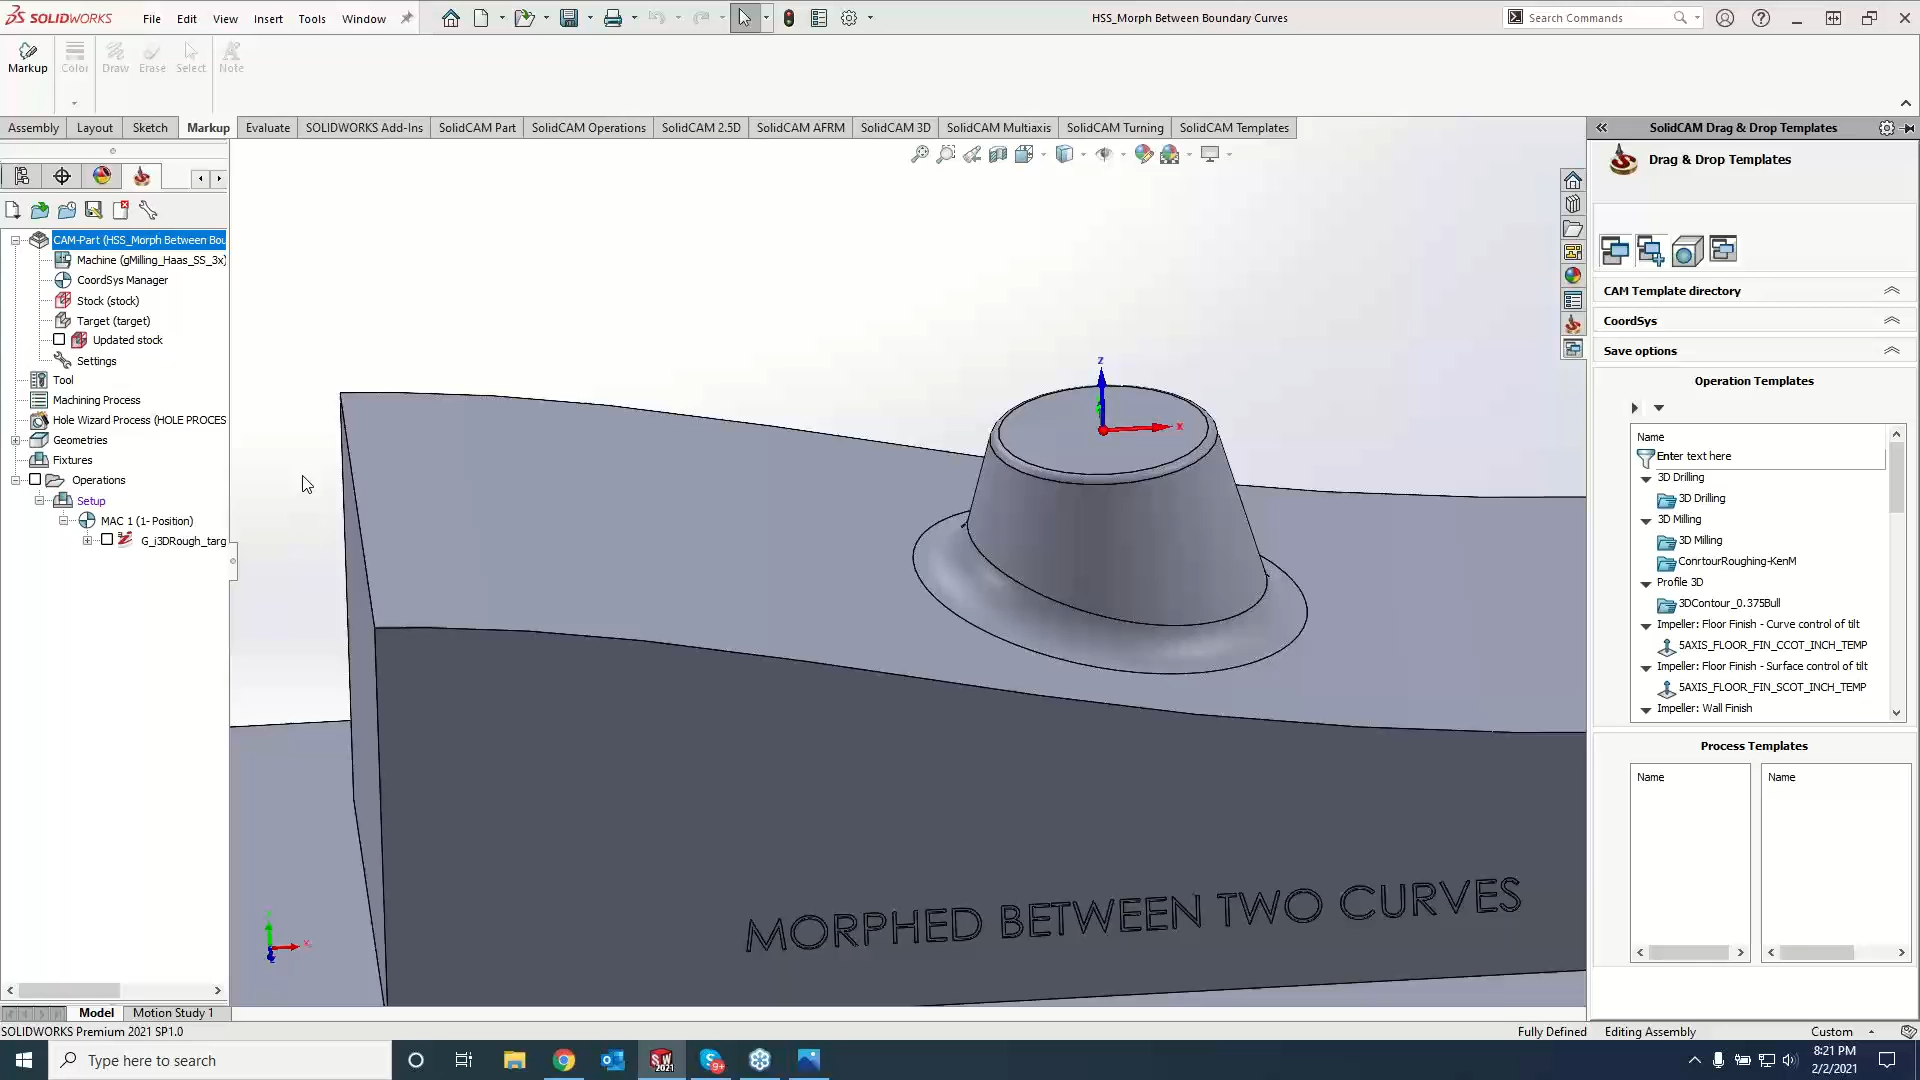 SOLIDWORKS File Edit View Insert Tools Window HSS_Morph Between Boundary Curves Search Commands
Markup Color Draw Erase Select Note
Assembly Layout Sketch Markup Evaluate SOLIDWORKS Add-Ins SolidCAM Part SolidCAM Operations SolidCAM 2.5D SolidCAM AFRM SolidCAM 3D SolidCAM Multiaxis SolidCAM Turning SolidCAM Templates
CAM-Part (HSS_Morph Between Bou
Machine (gMilling_Haas_SS_3x)
CoordSys Manager
Stock (stock)
Target (target)
Updated stock
Settings
Tool
Machining Process
Hole Wizard Process (HOLE PROCES
Geometries
Fixtures
Operations
Setup
MAC 1 (1- Position)
G_i3DRough_targ
z
x
MORPHED BETWEEN TWO CURVES
SolidCAM Drag & Drop Templates
Drag & Drop Templates
CAM Template directory
CoordSys
Save options
Operation Templates
Name
Enter text here
3D Drilling
3D Drilling
3D Milling
3D Milling
ConrtourRoughing-KenM
Profile 3D
3DContour_0.375Bull
Impeller: Floor Finish - Curve control of tilt
5AXIS_FLOOR_FIN_CCOT_INCH_TEMP
Impeller: Floor Finish - Surface control of tilt
5AXIS_FLOOR_FIN_SCOT_INCH_TEMP
Impeller: Wall Finish
Process Templates
Name Name
Model Motion Study 1
SOLIDWORKS Premium 2021 SP1.0 Fully Defined Editing Assembly Custom
Type here to search
SW 2021
9+
8:21 PM
2/2/2021